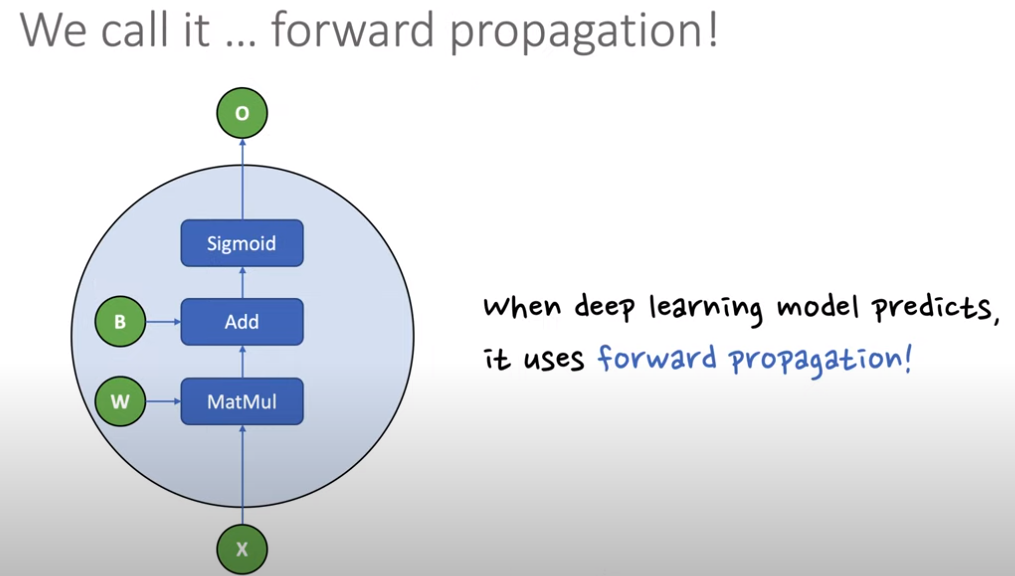 We call it ... forward propagation!
O
Sigmoid
B
Add
When deep learning model predicts,
it uses forward propagation!
W
MatMul
X